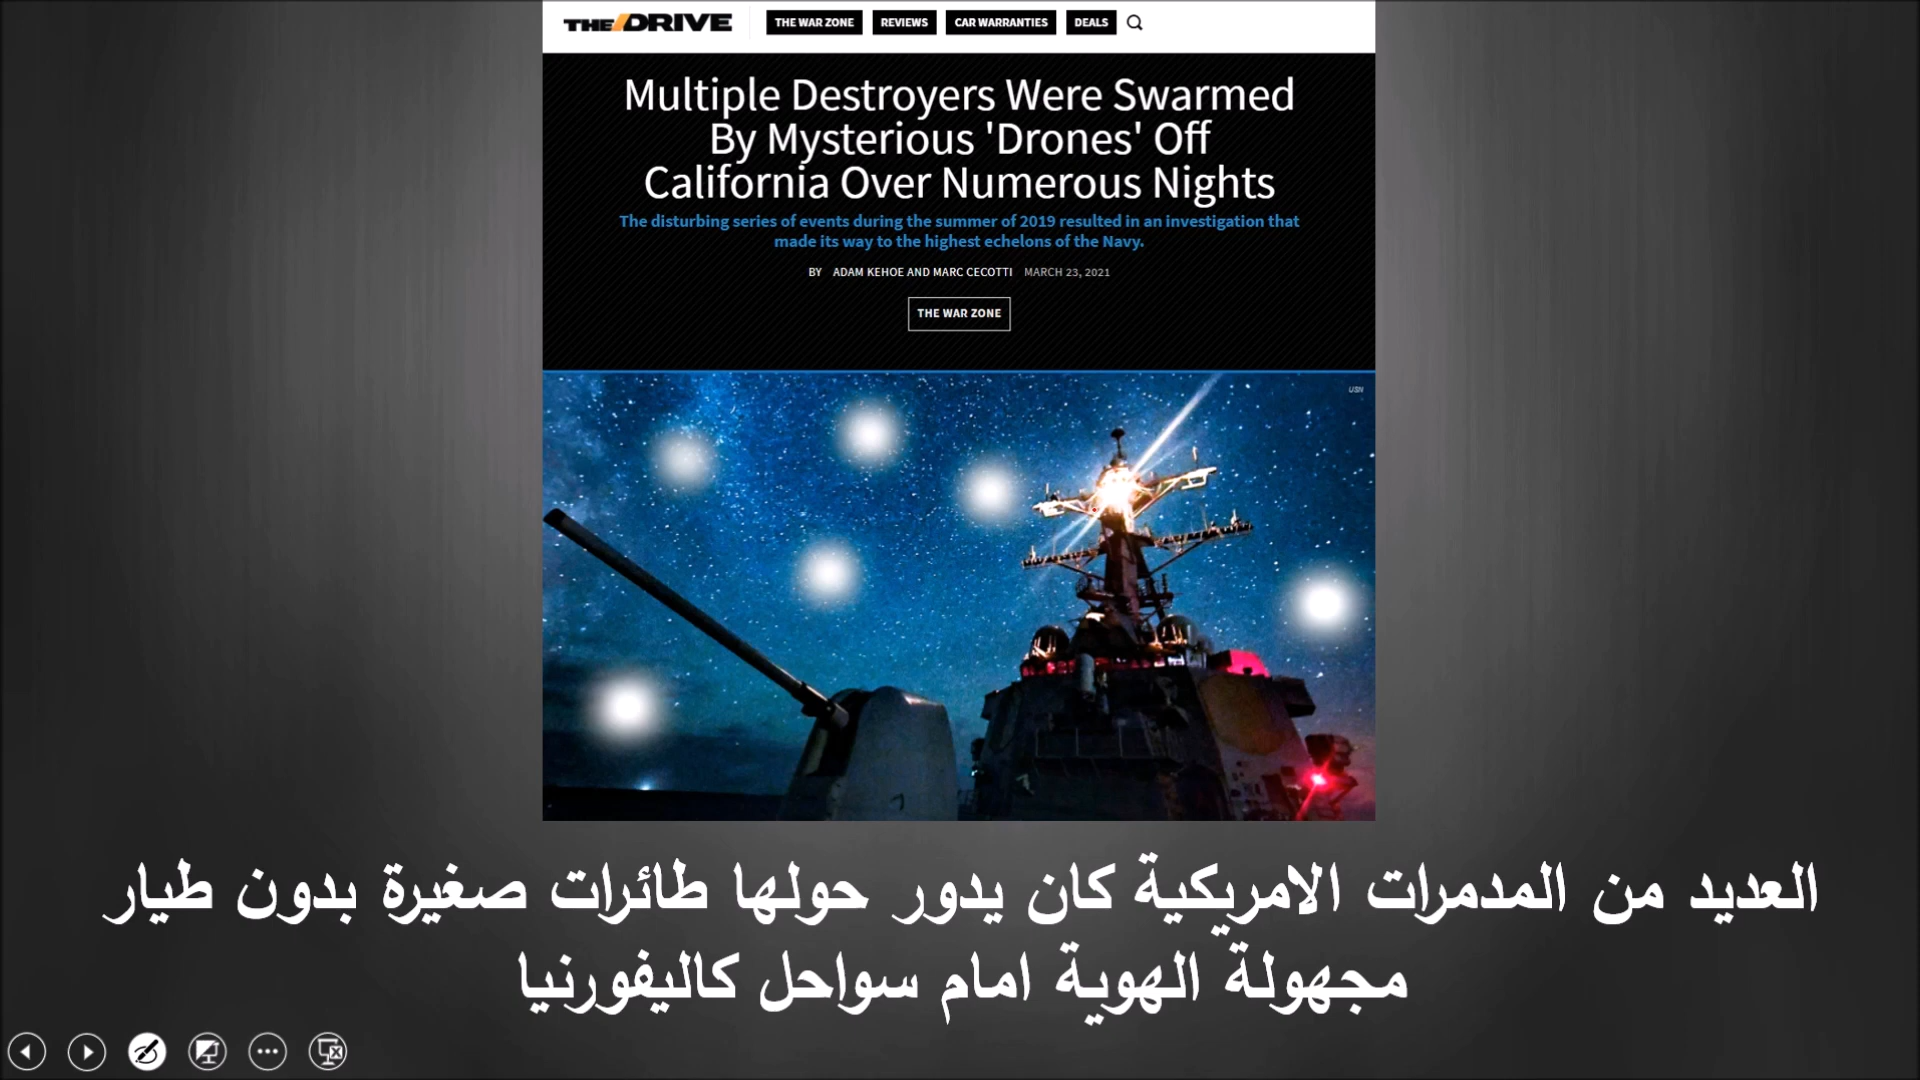 THE DRIVE
THE WAR ZONE REVIEWS CAR WARRANTIES DEALS
Multiple Destroyers Were Swarmed
By Mysterious 'Drones' Off
California Over Numerous Nights
The disturbing series of events during the summer of 2019 resulted in an investigation that
made its way to the highest echelons of the Navy.
BY ADAM KEHOE AND MARC CECOTTI MARCH 23, 2021
THE WAR ZONE
USN
العديد من المدمرات الامريكية كان يدور حولها طائرات صغيرة بدون طيار
مجهولة الهوية امام سواحل كاليفورنيا